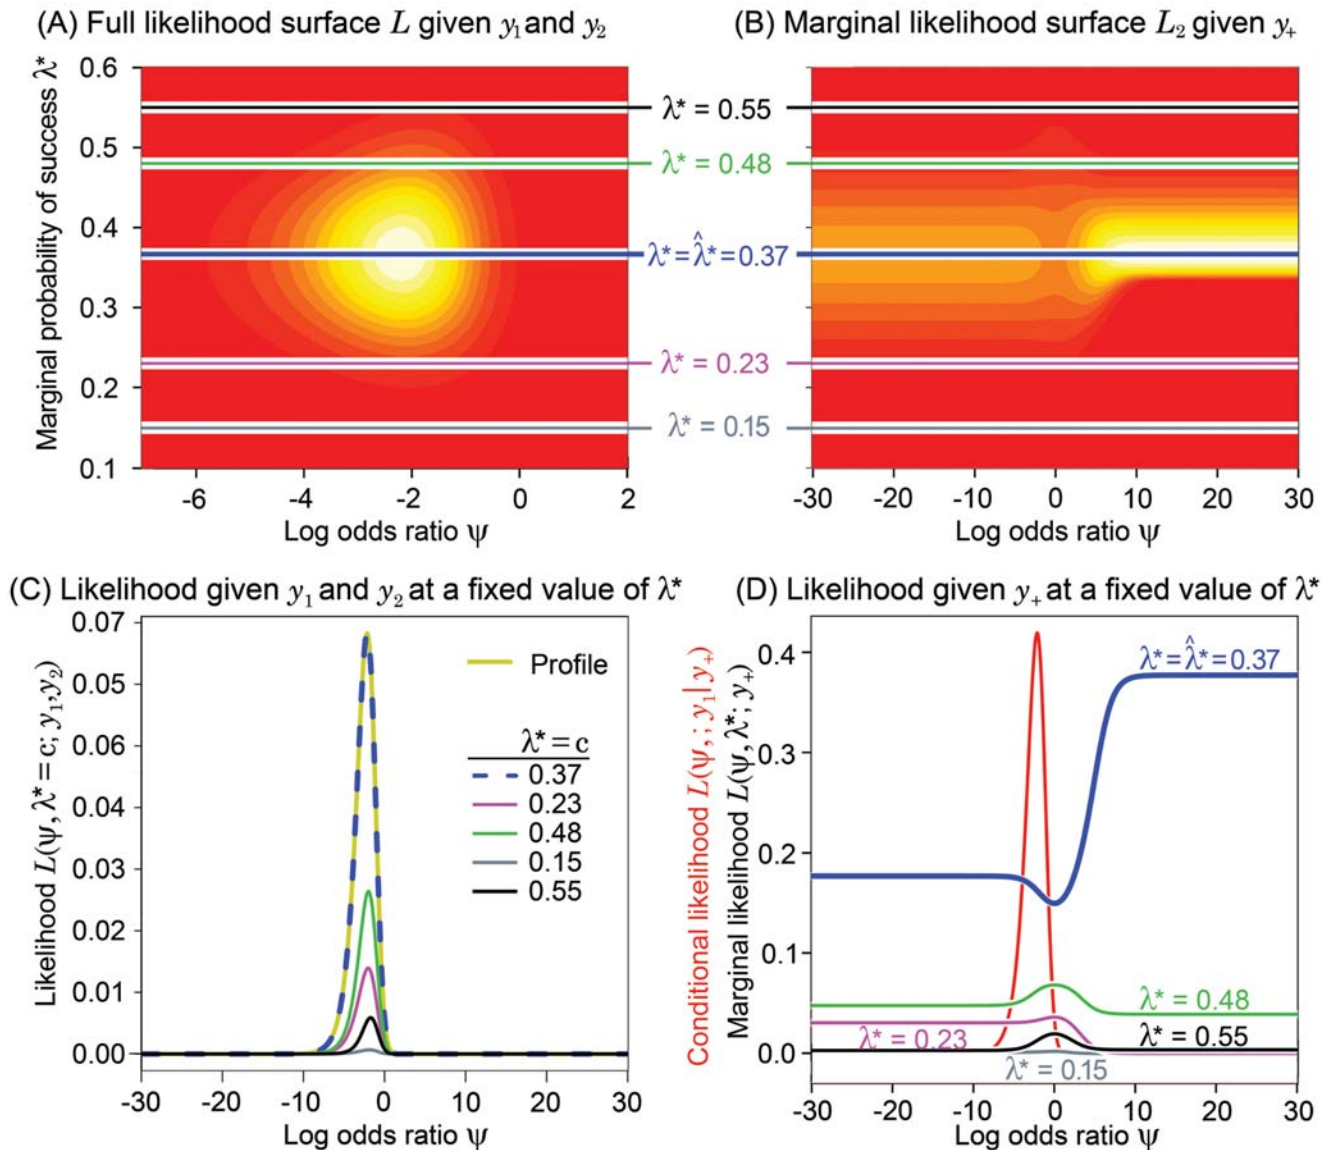 (A) Full likelihood surface L given y₁ and y₂
(B) Marginal likelihood surface L₂ given y₊
Marginal probability of success λ*
0.6
0.5
0.4
0.3
0.2
0.1
-6
-4
-2
0
2
Log odds ratio ψ
λ* = 0.55
λ* = 0.48
λ* = λ̂* = 0.37
λ* = 0.23
λ* = 0.15
-30
-20
-10
0
10
20
30
Log odds ratio ψ
(C) Likelihood given y₁ and y₂ at a fixed value of λ*
(D) Likelihood given y₊ at a fixed value of λ*
Likelihood L(ψ, λ* = c; y₁, y₂)
0.07
0.05
0.06
0.04
0.03
0.02
0.01
0.00
-30
-20
-10
0
10
20
30
Log odds ratio ψ
Profile
λ* = c
0.37
0.23
0.48
0.15
0.55
Conditional likelihood L(ψ,; y₁| y₊)
Marginal likelihood L(ψ, λ*; y₊)
0.4
0.3
0.2
0.1
0.0
λ* = λ̂* = 0.37
λ* = 0.48
λ* = 0.23
λ* = 0.55
λ* = 0.15
-30
-20
-10
0
10
20
30
Log odds ratio ψ